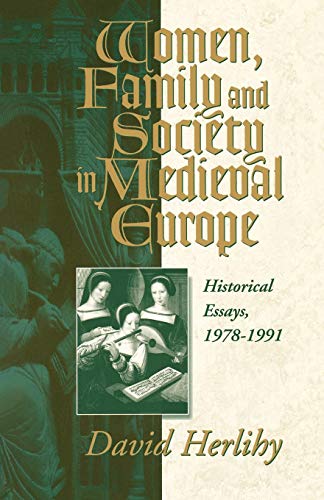 Women,
Family and
Society
in Medieval
Europe
Historical
Essays,
1978-1991
David Herlihy